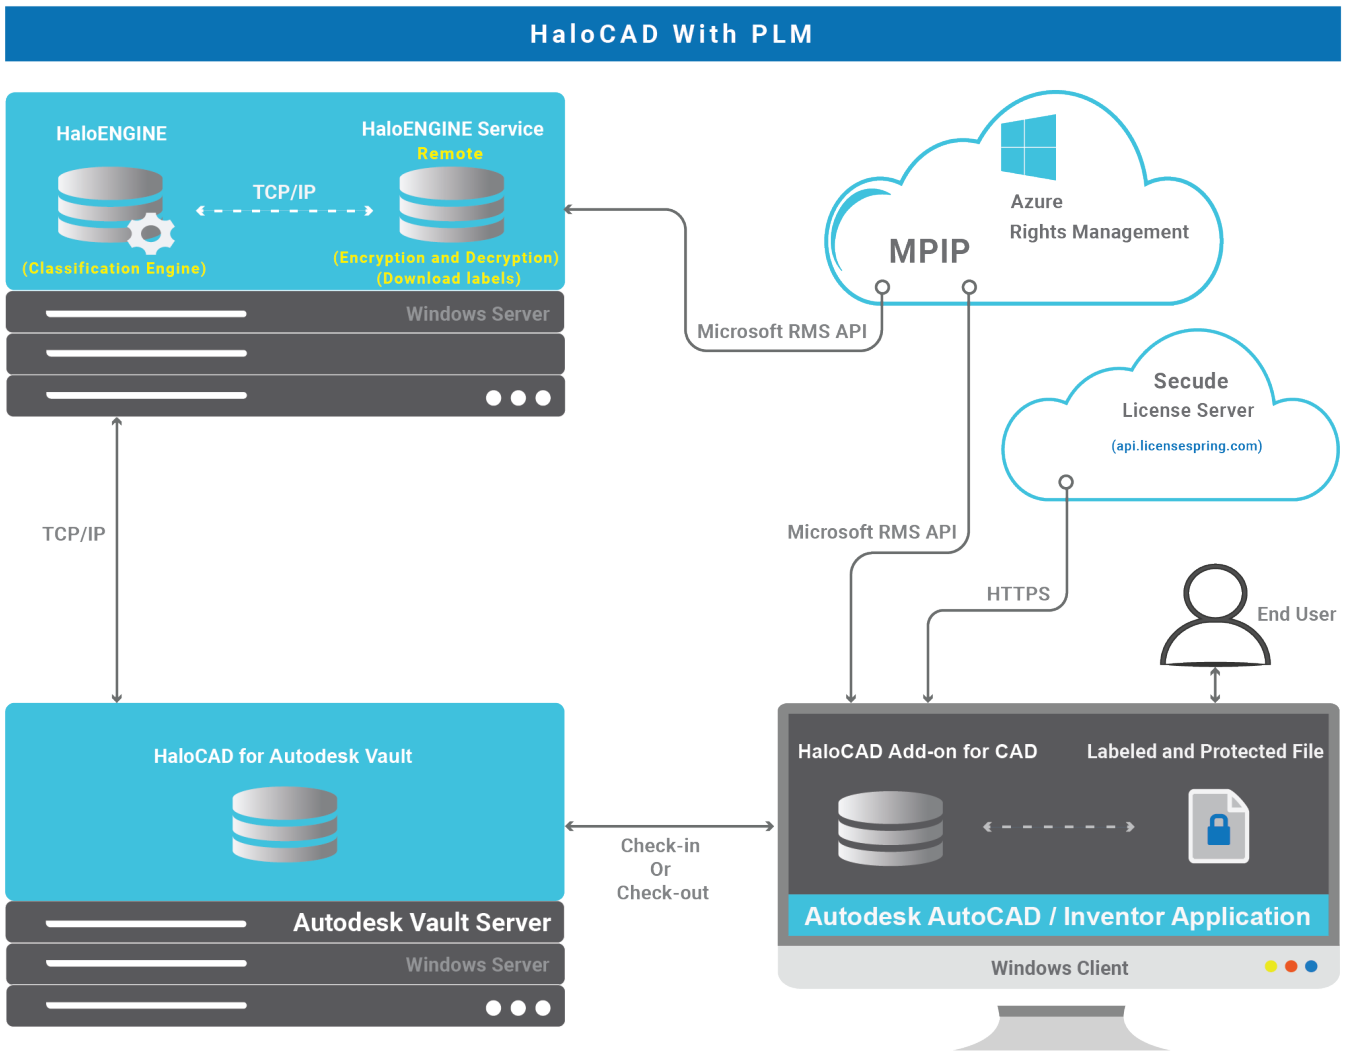 HaloCAD With PLM
HaloENGINE
HaloENGINE Service
Remote
TCP/IP
(Classification Engine)
(Encryption and Decryption)
(Download labels)
Windows Server
Azure
Rights Management
MPIP
Microsoft RMS API
Secude
License Server
(api.licensespring.com)
TCP/IP
Microsoft RMS API
HTTPS
End User
HaloCAD for Autodesk Vault
Autodesk Vault Server
Windows Server
Check-in
Or
Check-out
HaloCAD Add-on for CAD
Labeled and Protected File
Autodesk AutoCAD / Inventor Application
Windows Client